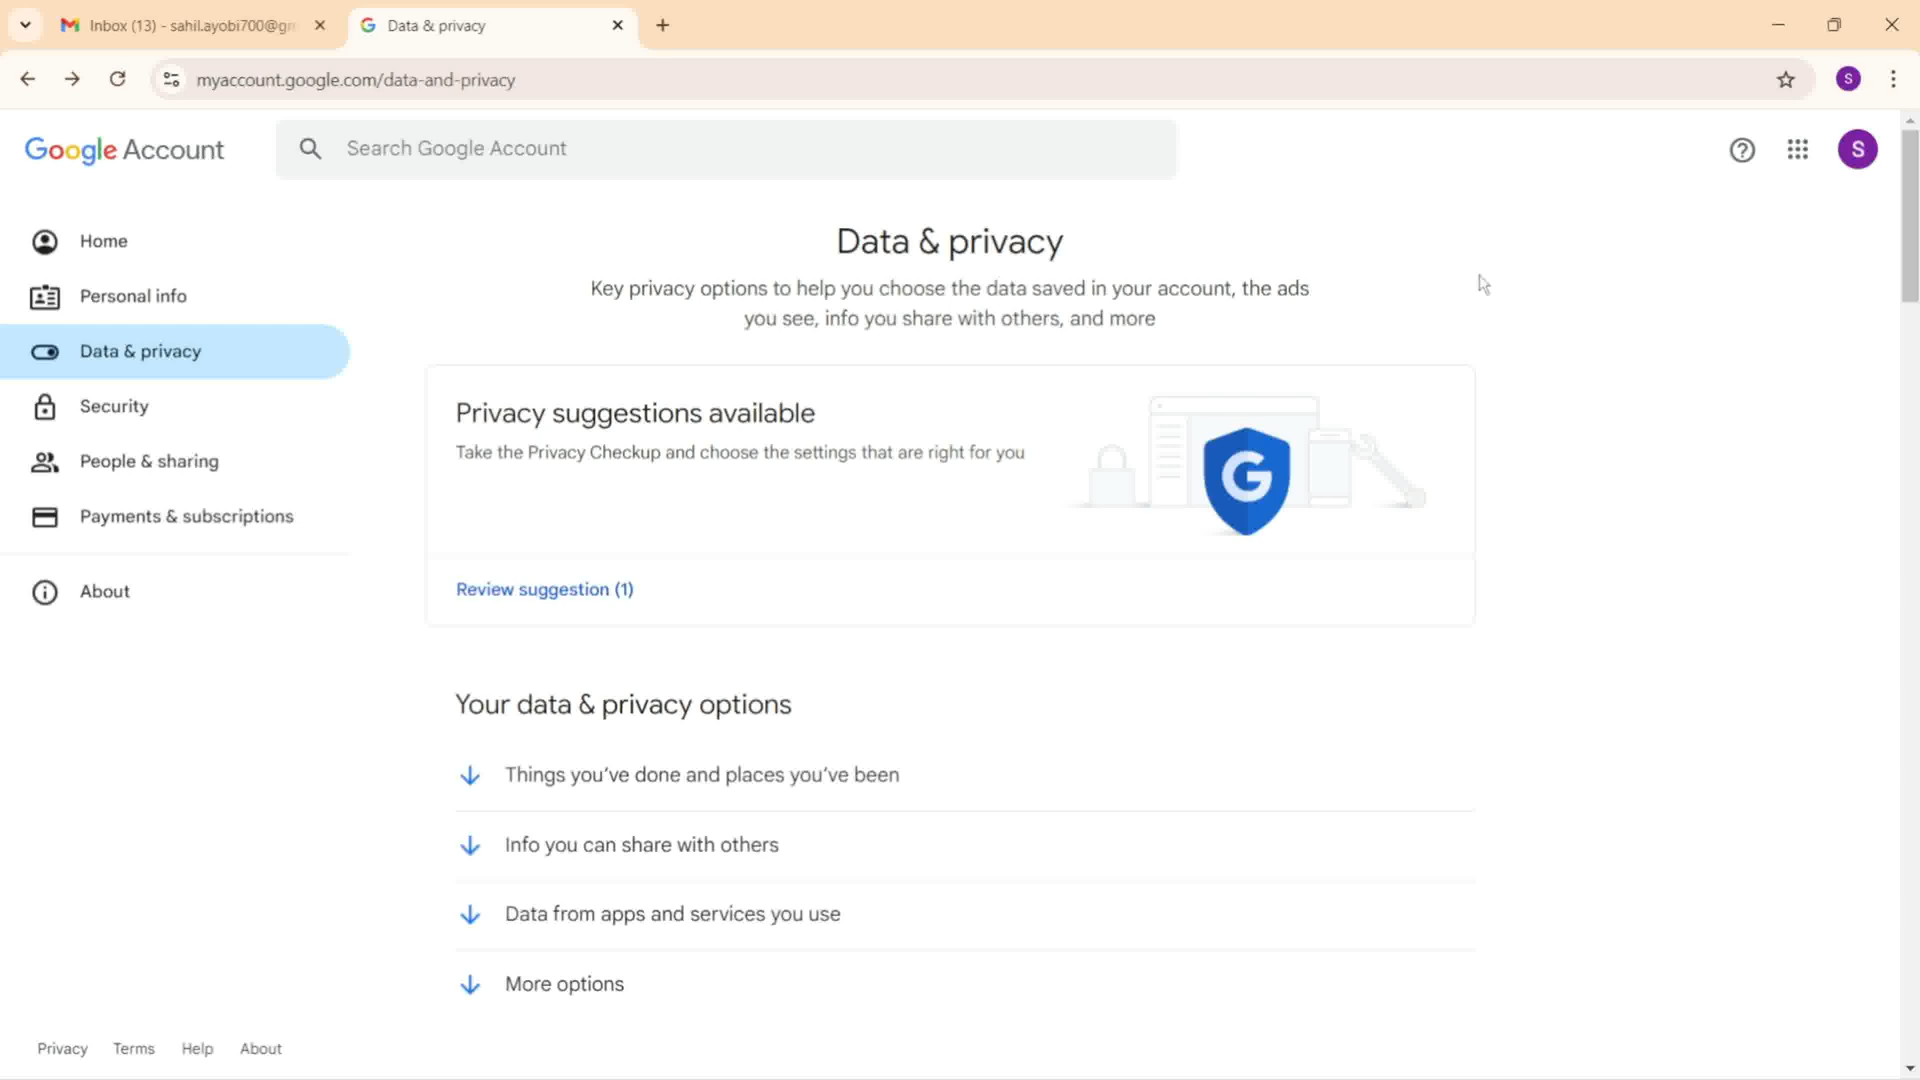 Inbox (13) - sahil.ayobi700@gm
Data & privacy
myaccount.google.com/data-and-privacy
S
Google Account
Search Google Account
S
Home
Personal info
Data & privacy
Security
People & sharing
Payments & subscriptions
About
Data & privacy
Key privacy options to help you choose the data saved in your account, the ads
you see, info you share with others, and more
Privacy suggestions available
Take the Privacy Checkup and choose the settings that are right for you
G
Review suggestion (1)
Your data & privacy options
Things you’ve done and places you’ve been
Info you can share with others
Data from apps and services you use
More options
Privacy Terms Help About